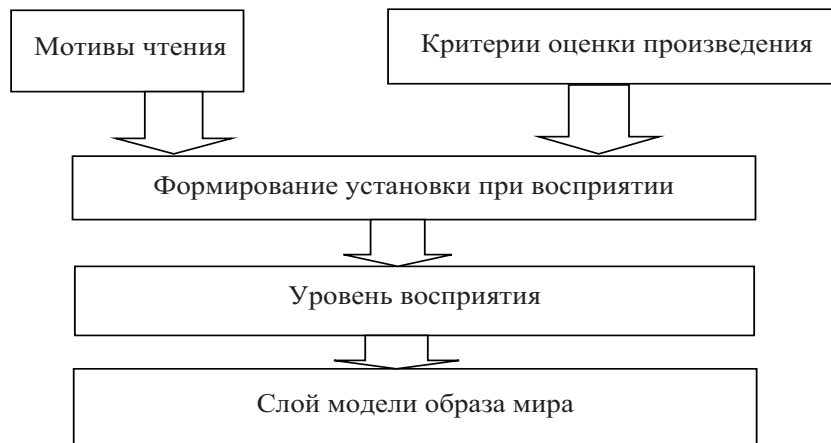 Мотивы чтения
Критерии оценки произведения
Формирование установки при восприятии
Уровень восприятия
Слой модели образа мира